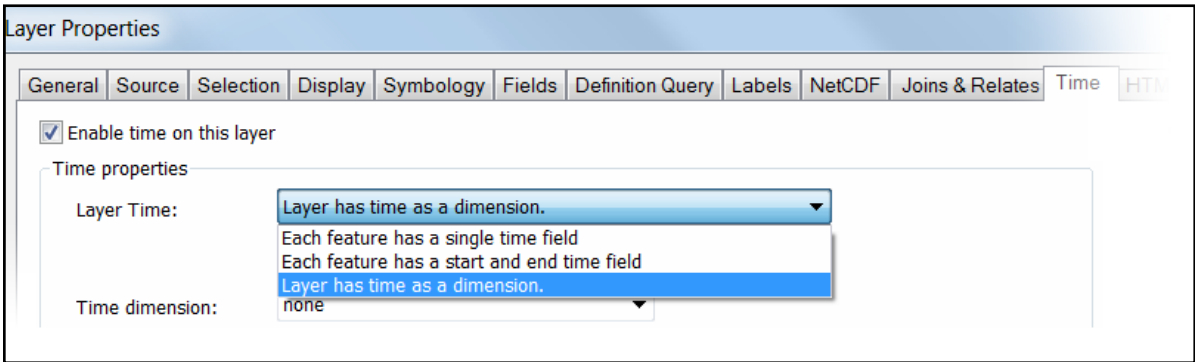 Layer Properties
General Source Selection Display Symbology Fields Definition Query Labels NetCDF Joins & Relates Time HTM
Enable time on this layer
Time properties
Layer Time: Layer has time as a dimension.
Each feature has a single time field
Each feature has a start and end time field
Layer has time as a dimension.
Time dimension: none